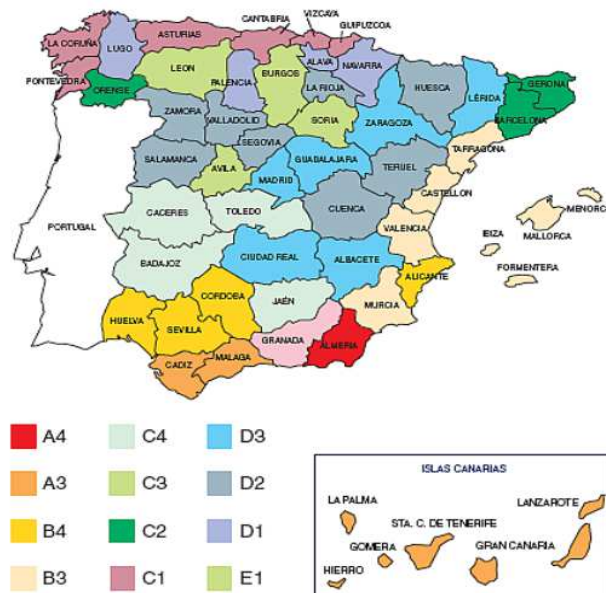 CANTABRIA
VIZCAYA
GUIPUZCOA
LA CORUÑA
LUGO
ASTURIAS
PONTEVEDRA
ORENSE
LEON
PALENCIA
BURGOS
ALAVA
NAVARRA
LA RIOJA
HUESCA
LÉRIDA
GERONA
BARCELONA
ZAMORA
VALLADOLID
SORIA
ZARAGOZA
TARRAGONA
SEGOVIA
SALAMANCA
AVILA
MADRID
GUADALAJARA
TERUEL
CASTELLON
MENORCA
CACERES
TOLEDO
CUENCA
VALENCIA
IBIZA
MALLORCA
PORTUGAL
BADAJOZ
CIUDAD REAL
ALBACETE
FORMENTERA
ALICANTE
CORDOBA
JAÉN
MURCIA
HUELVA
SEVILLA
GRANADA
ALMERIA
CADIZ
MALAGA
A4
C4
D3
A3
C3
D2
B4
C2
D1
B3
C1
E1
ISLAS CANARIAS
LA PALMA
LANZAROTE
STA. C. DE TENERIFE
GOMERA
GRAN CANARIA
HIERRO